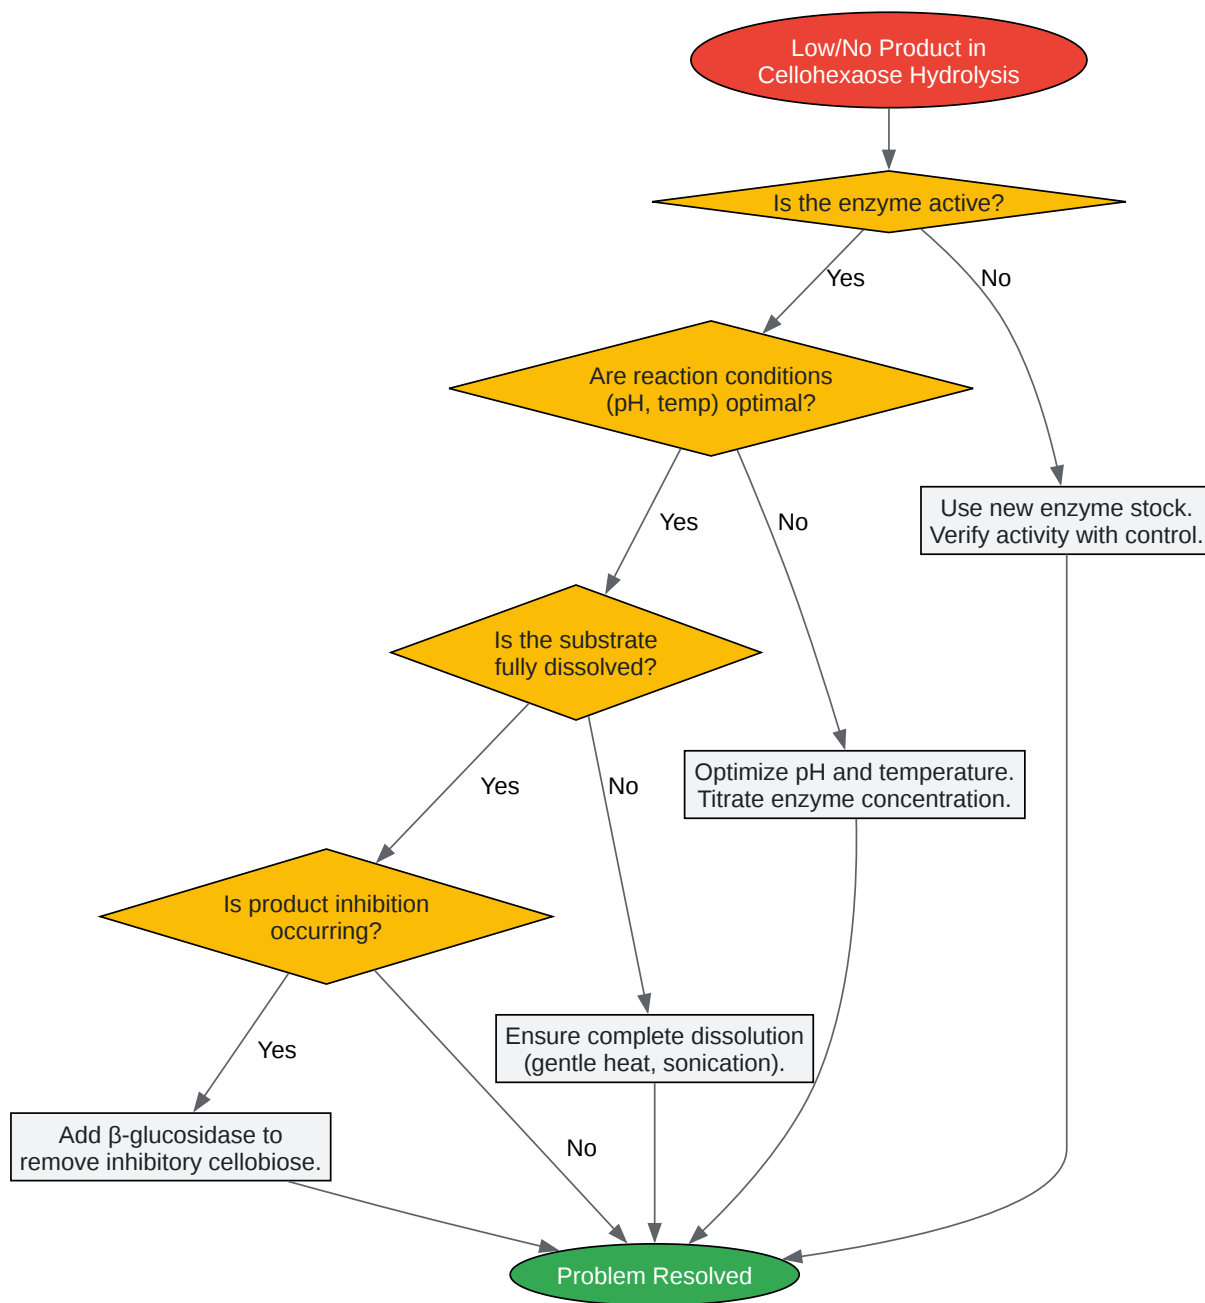 Low/No Product in
Cellohexaose Hydrolysis
Is the enzyme active?
Yes
No
Are reaction conditions
(pH, temp) optimal?
Use new enzyme stock.
Verify activity with control.
Yes
No
Is the substrate
fully dissolved?
Optimize pH and temperature.
Titrate enzyme concentration.
Yes
No
Is product inhibition
occurring?
Ensure complete dissolution
(gentle heat, sonication).
Yes
No
Add β-glucosidase to
remove inhibitory cellobiose.
Problem Resolved